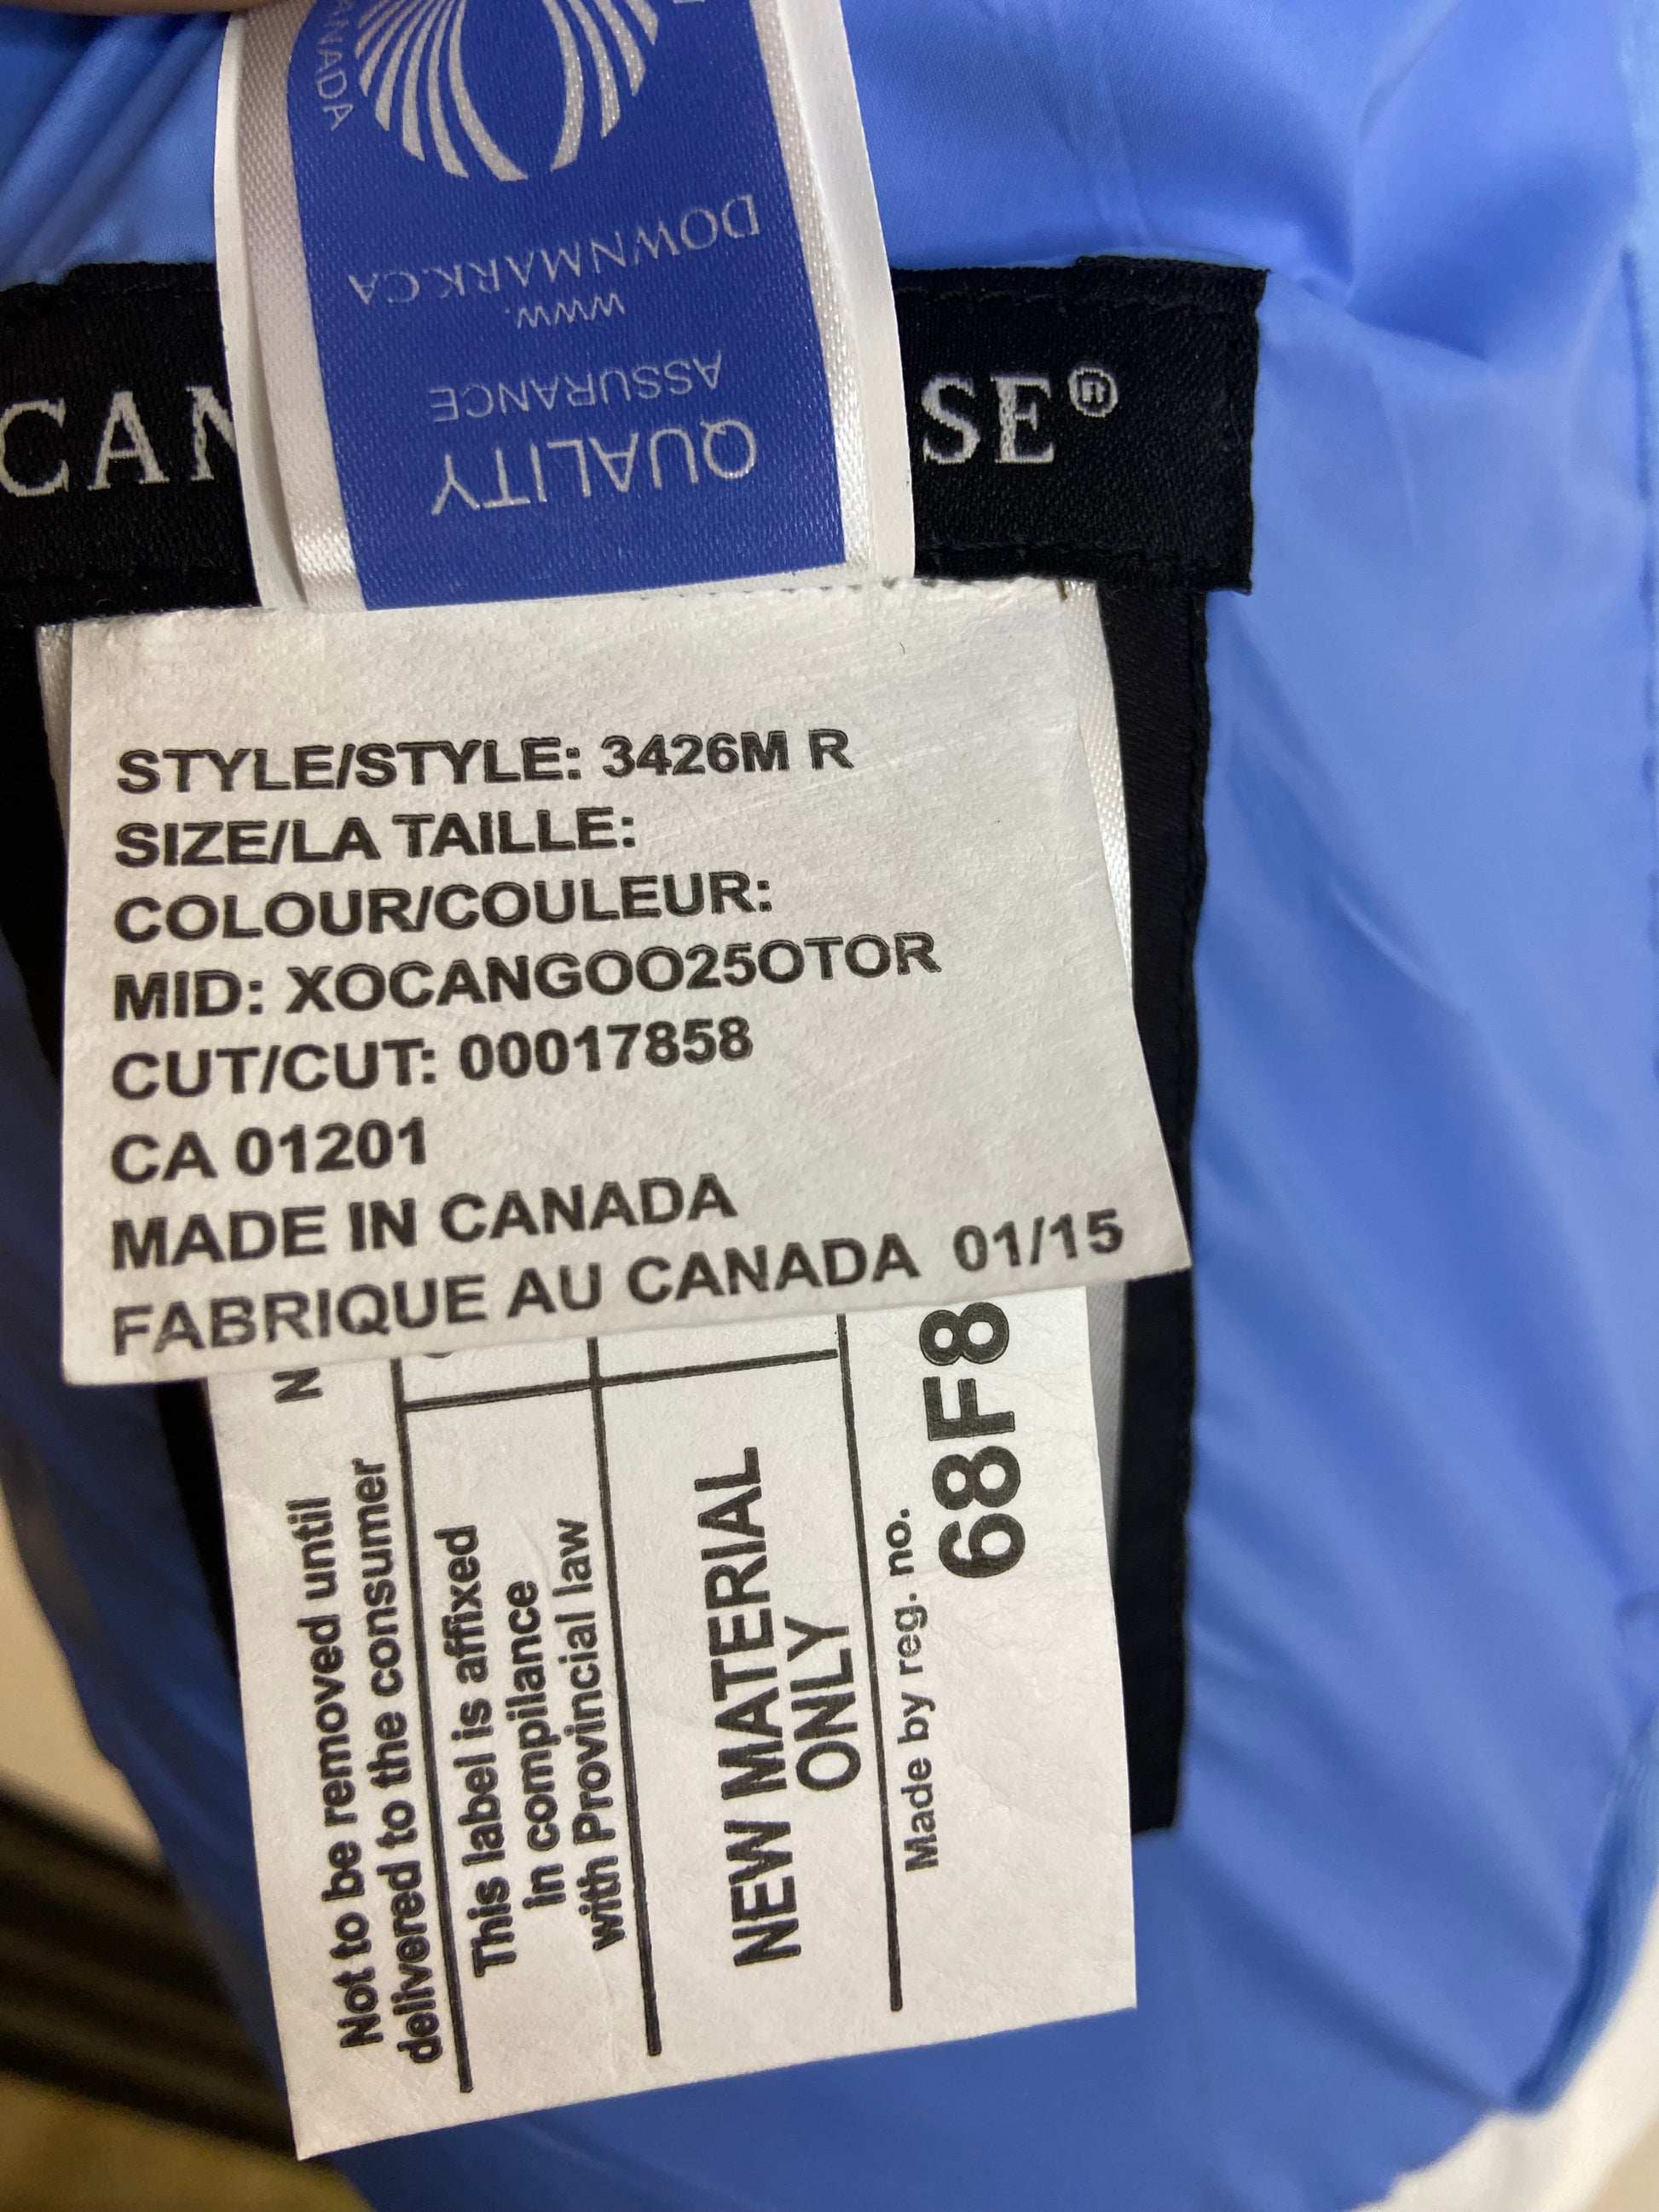 ANADA
DOWNMARK.CA
www.
ASSURANCE
QUALITY
CAN
SE®
STYLE/STYLE: 3426M R
SIZE/LA TAILLE:
COLOUR/COULEUR:
MID: XOCANGOO25OTOR
CUT/CUT: 00017858
CA 01201
MADE IN CANADA
FABRIQUE AU CANADA 01/15
N
Not to be removed until
delivered to the consumer
This label is affixed
in compilance
with Provincial law
NEW MATERIAL
ONLY
Made by reg. no.
68F8